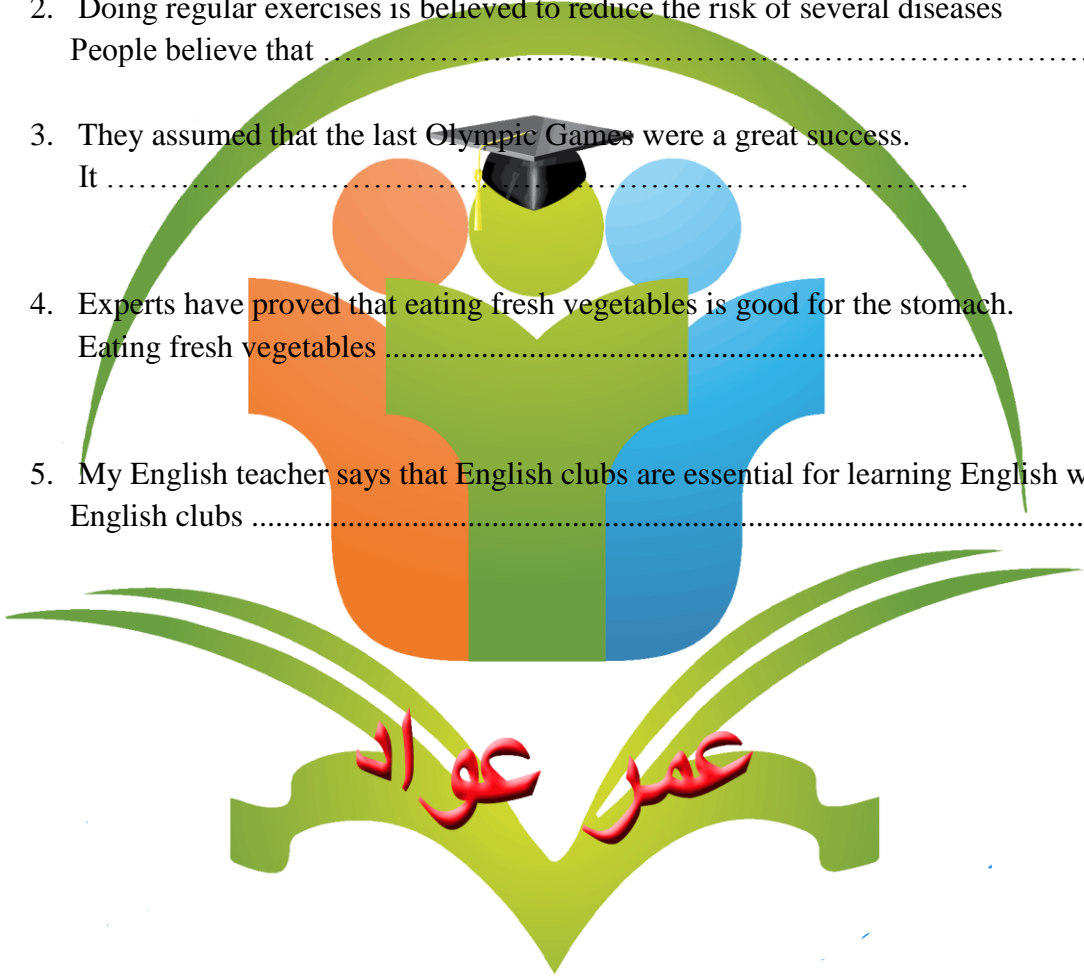 2. Doing regular exercises is believed to reduce the risk of several diseases
People believe that ……………………………………………………………………
3. They assumed that the last Olympic Games were a great success.
It ……………………………………………………………………………
4. Experts have proved that eating fresh vegetables is good for the stomach.
Eating fresh vegetables ...........................................................................
5. My English teacher says that English clubs are essential for learning English w
English clubs ........................................................................................................
عمر عواد